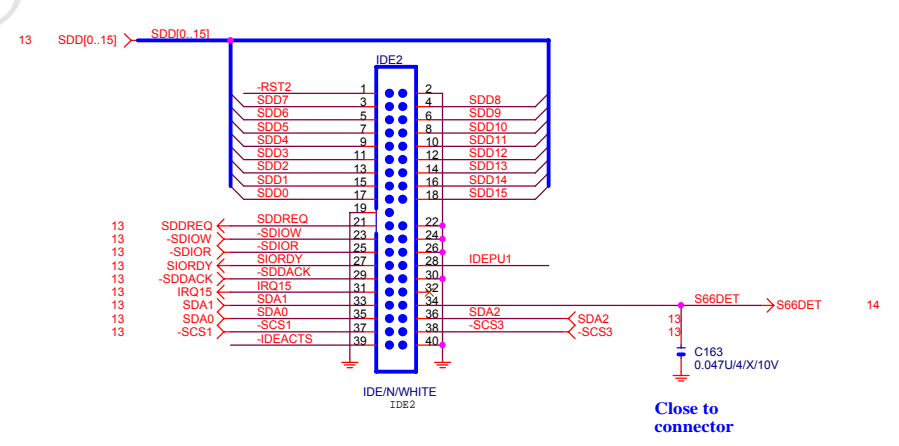 13 SDD[0..15] SDD[0..15]
IDE2
-RST2 1 2
SDD7 3 4 SDD8
SDD6 5 6 SDD9
SDD5 7 8 SDD10
SDD4 9 10 SDD11
SDD3 11 12 SDD12
SDD2 13 14 SDD13
SDD1 15 16 SDD14
SDD0 17 18 SDD15
19
13 SDDREQ SDDREQ 21 22
13 -SDIOW -SDIOW 23 24
13 -SDIOR -SDIOR 25 26
13 SIORDY SIORDY 27 28 IDEPU1
13 -SDDACK -SDDACK 29 30
13 IRQ15 IRQ15 31 32
13 SDA1 SDA1 33 34 S66DET S66DET 14
13 SDA0 SDA0 35 36 SDA2 SDA2 13
13 -SCS1 -SCS1 37 38 -SCS3 -SCS3 13
-IDEACTS 39 40
C163
0.047U/4/X/10V
IDE/N/WHITE
IDE2
Close to
connector